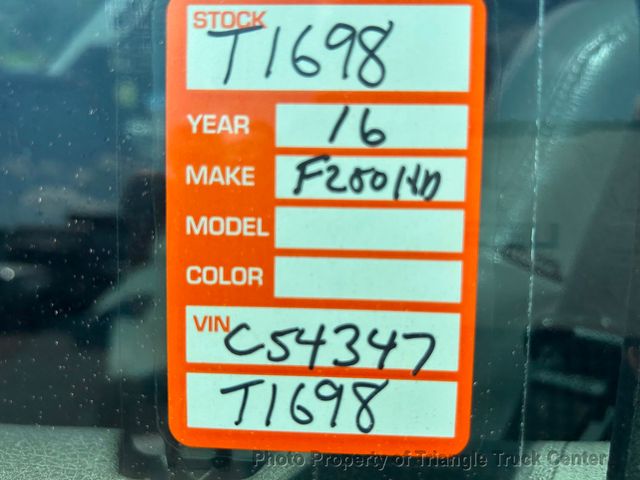 STOCK
T1698
YEAR 16
MAKE F250HD
MODEL
COLOR
VIN C54347
T1698
Photo Property of Triangle Truck Center